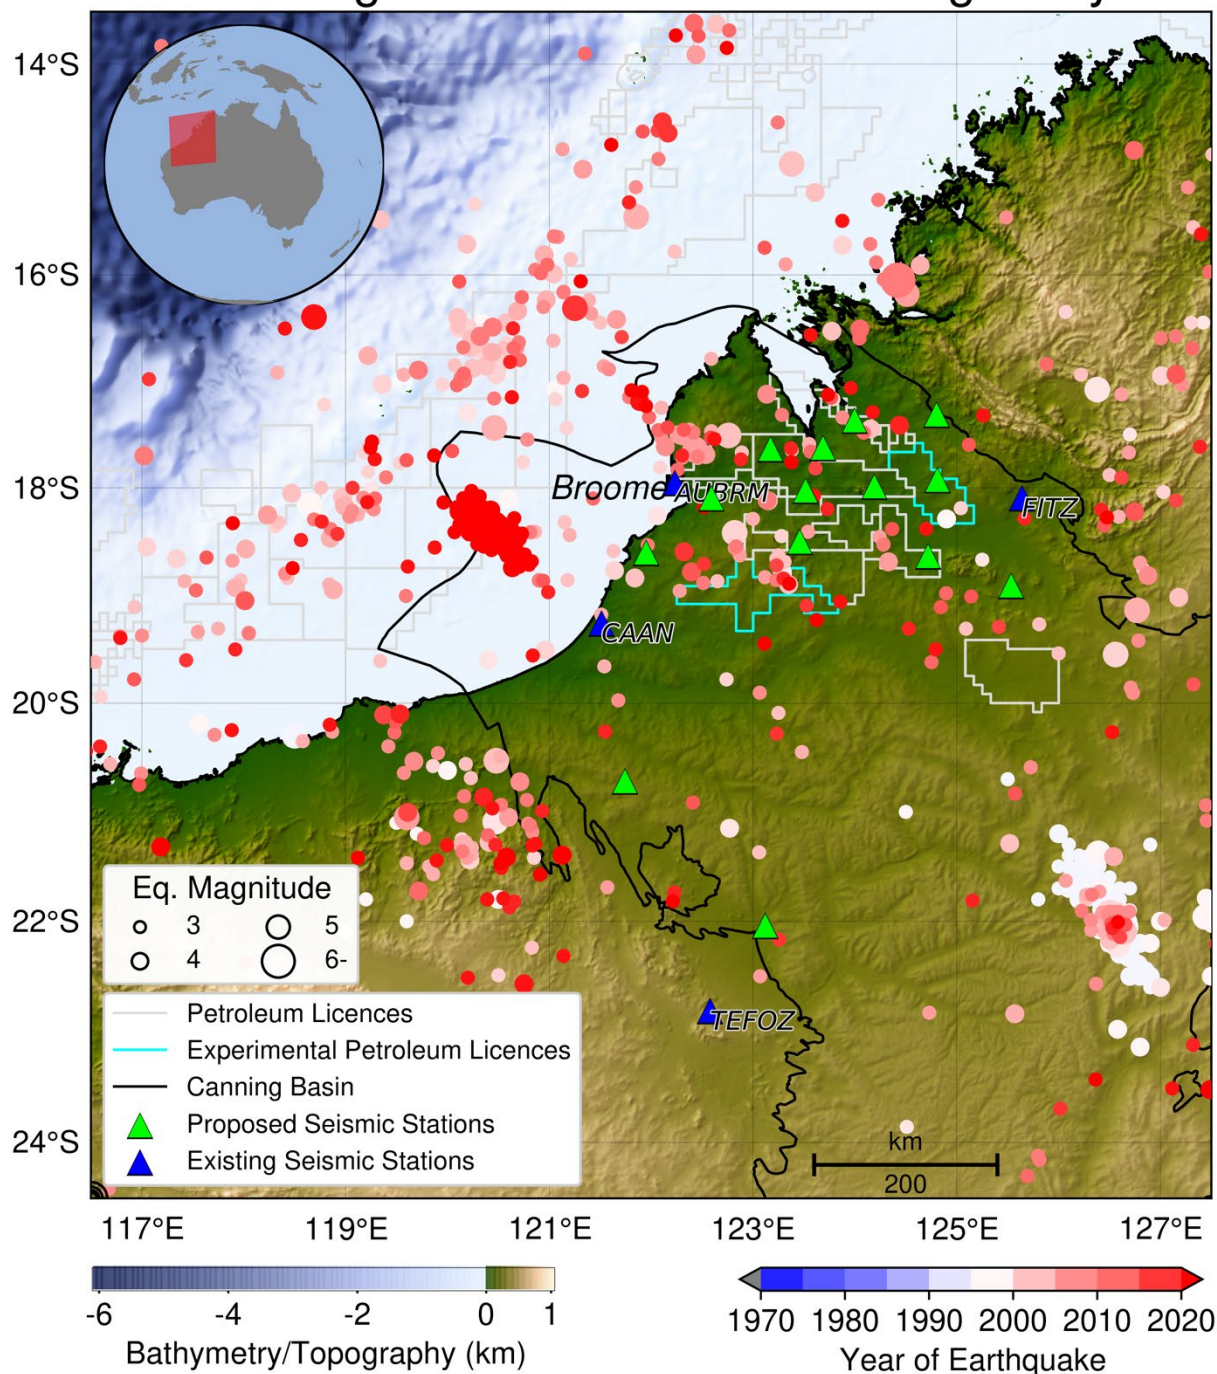 14°S
16°S
18°S
20°S
22°S
24°S
Broome
AUBRM
FITZ
CAAN
TEFOZ
Eq. Magnitude
3 5
4 6-
Petroleum Licences
Experimental Petroleum Licences
Canning Basin
Proposed Seismic Stations
Existing Seismic Stations
km
200
117°E 119°E 121°E 123°E 125°E 127°E
-6 -4 -2 0 1
Bathymetry/Topography (km)
1970 1980 1990 2000 2010 2020
Year of Earthquake